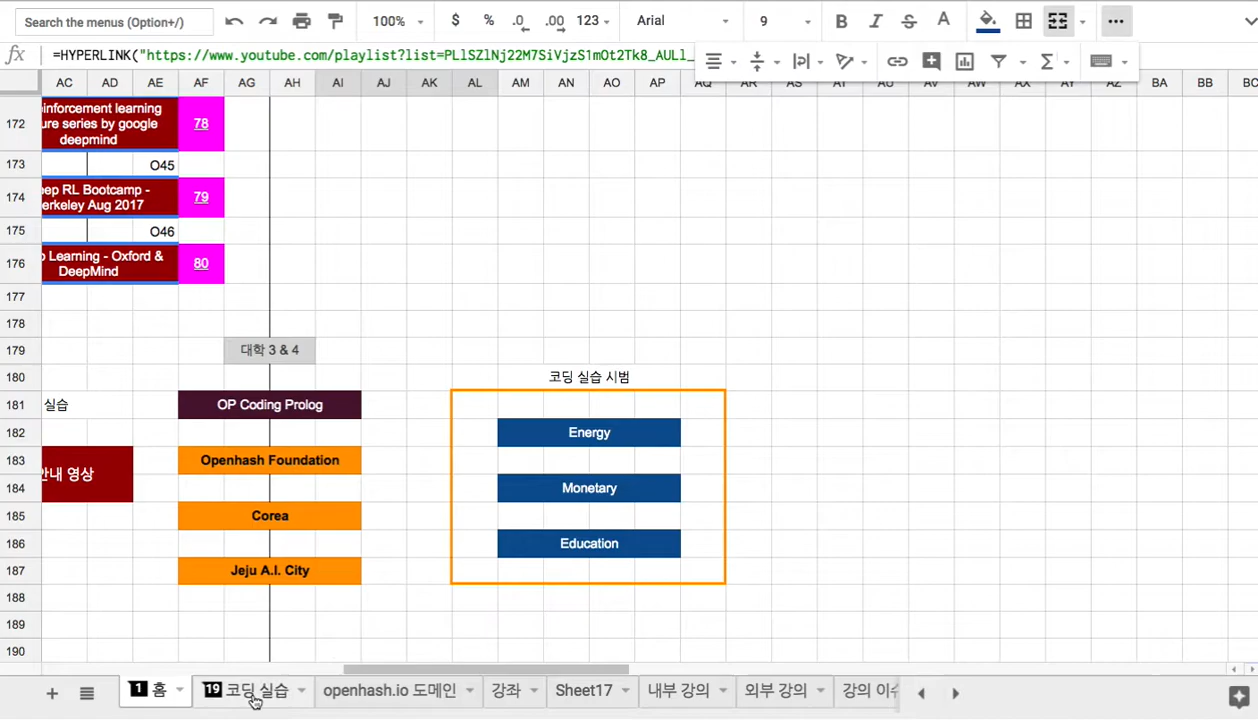 Search the menus (Option+/)
100% $ % .0 .00 123 Arial 9 B I S A
fx =HYPERLINK("https://www.youtube.com/playlist?list=PLlSZlNj22M7SiVjzS1mOt2Tk8_AULl_
AC AD AE AF AG AH AI AJ AK AL AM AN AO AP AQ AR AS AT AU AV AW AX AY AZ BA BB BC
172 einforcement learning
ure series by google
deepmind
78
173 O45
174 eep RL Bootcamp -
erkeley Aug 2017
79
175 O46
176 p Learning - Oxford &
DeepMind
80
177
178
179 대학 3 & 4
180 코딩 실습 시범
181 실습 OP Coding Prolog
182 Energy
183 Openhash Foundation
안내 영상
184 Monetary
185 Corea
186 Education
187 Jeju A.I. City
188
189
190
1 홈 19 코딩 실습 openhash.io 도메인 강좌 Sheet17 내부 강의 외부 강의 강의 이수